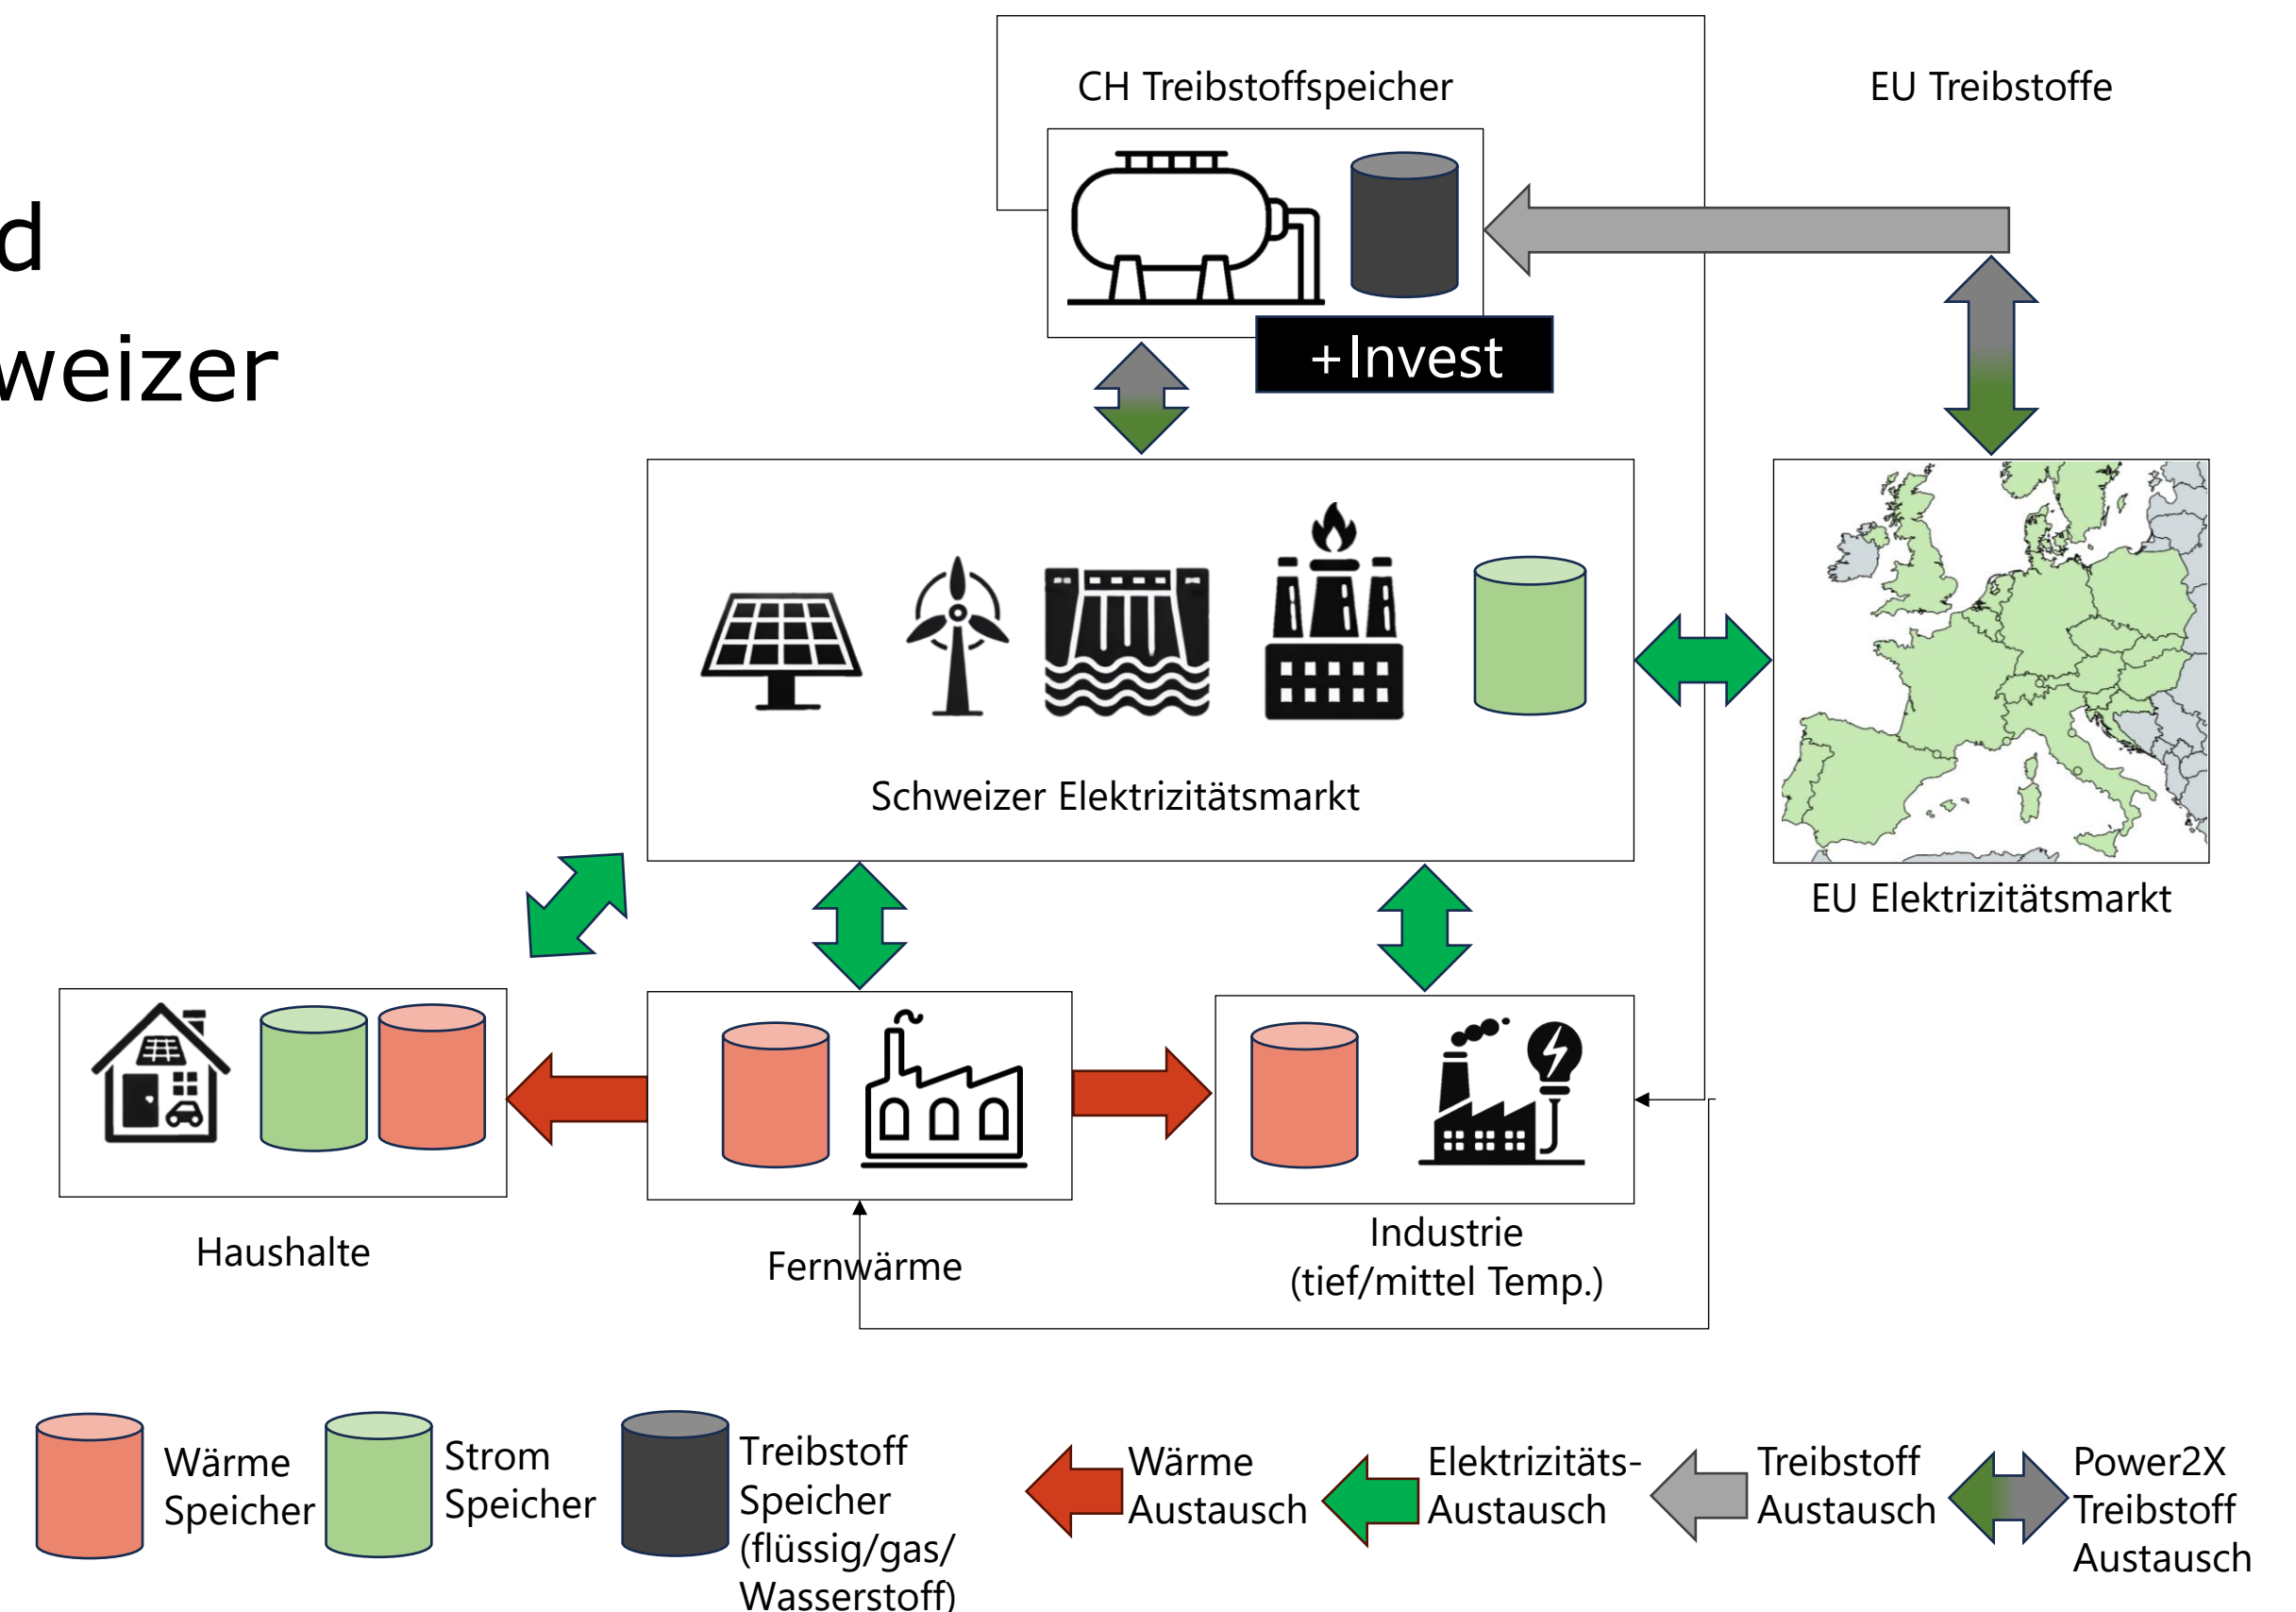 d
weizer
CH Treibstoffspeicher
EU Treibstoffe
+Invest
Schweizer Elektrizitätsmarkt
EU Elektrizitätsmarkt
Haushalte
Fernwärme
Industrie
(tief/mittel Temp.)
Wärme
Speicher
Strom
Speicher
Treibstoff
Speicher
(flüssig/gas/
Wasserstoff)
Wärme
Austausch
Elektrizitäts-
Austausch
Treibstoff
Austausch
Power2X
Treibstoff
Austausch